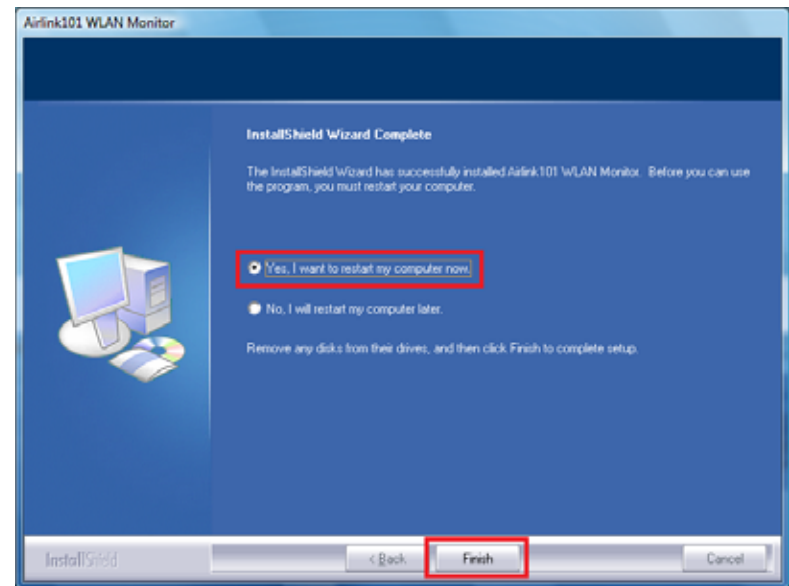 Airlink101 WLAN Monitor
InstallShield Wizard Complete
The InstallShield Wizard has successfully installed Airlink101 WLAN Monitor. Before you can use
the program, you must restart your computer.
Yes, I want to restart my computer now.
No, I will restart my computer later.
Remove any disks from their drives, and then click Finish to complete setup.
InstallShield
< Back
Finish
Cancel